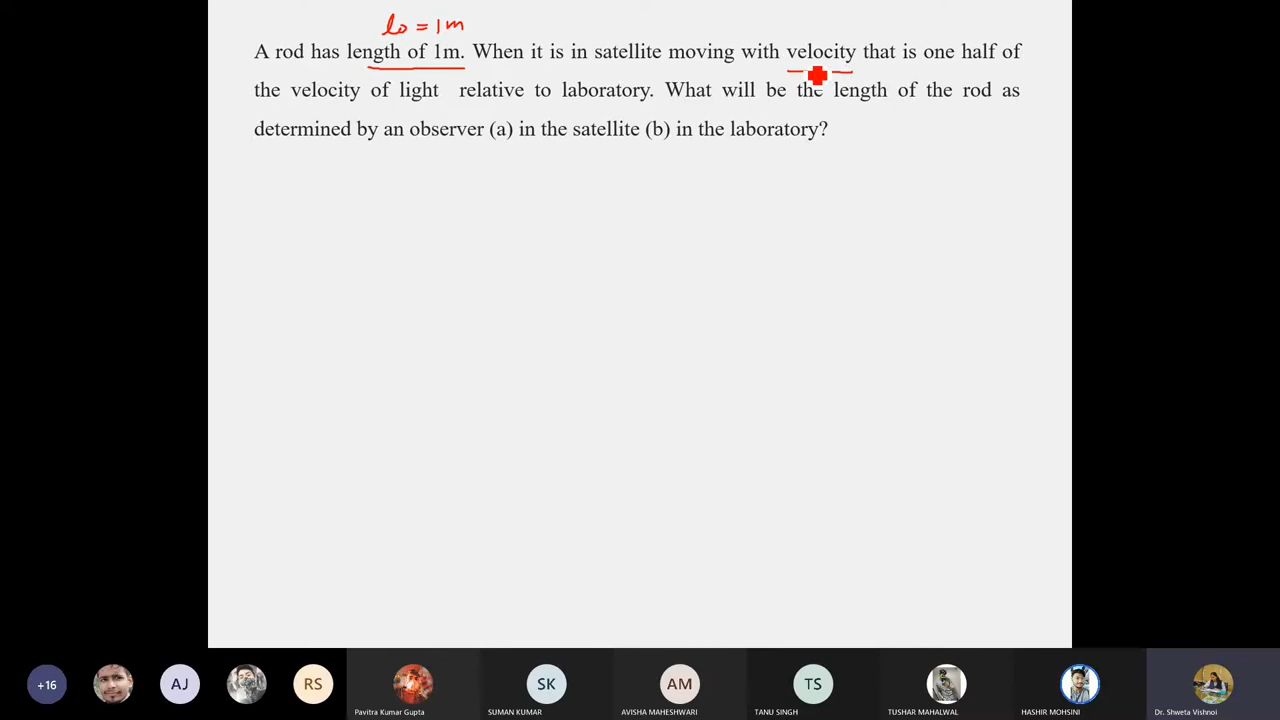 l₀ = 1m
A rod has length of 1m. When it is in satellite moving with velocity that is one half of
the velocity of light relative to laboratory. What will be the length of the rod as
determined by an observer (a) in the satellite (b) in the laboratory?
+16
AJ
RS
SK
AM
TS
Pavitra Kumar Gupta
SUMAN KUMAR
AVISHA MAHESHWARI
TANU SINGH
TUSHAR MAHALWAL
HASHIR MOHSINI
Dr. Shweta Vishnoi